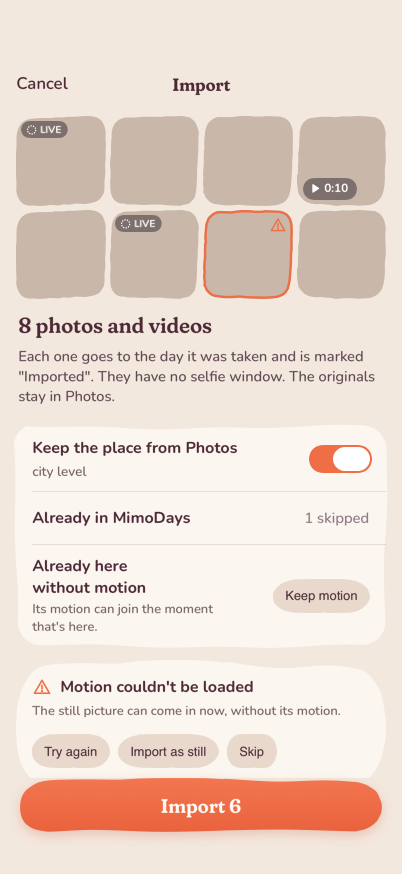 Cancel
Import
LIVE
0:10
LIVE
8 photos and videos
Each one goes to the day it was taken and is marked
"Imported". They have no selfie window. The originals
stay in Photos.
Keep the place from Photos
city level
Already in MimoDays
1 skipped
Already here
without motion
Its motion can join the moment
that's here.
Keep motion
Motion couldn't be loaded
The still picture can come in now, without its motion.
Try again
Import as still
Skip
Import 6